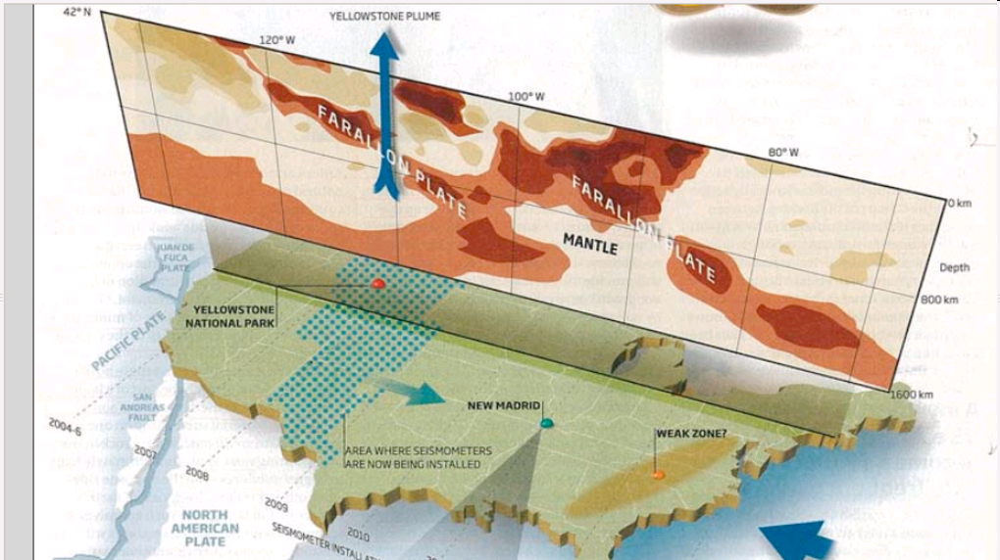 42° N
YELLOWSTONE PLUME
120° W
100° W
80° W
FARALLON PLATE
FARALLON PLATE
MANTLE
70 km
Depth
800 km
1600 km
JUAN DE
FUCA
PLATE
YELLOWSTONE
NATIONAL PARK
PACIFIC PLATE
SAN
ANDREAS
FAULT
NEW MADRID
WEAK ZONE?
AREA WHERE SEISMOMETERS
ARE NOW BEING INSTALLED
2004-6
2007
2008
2009
2010
NORTH
AMERICAN
PLATE
SEISMOMETER